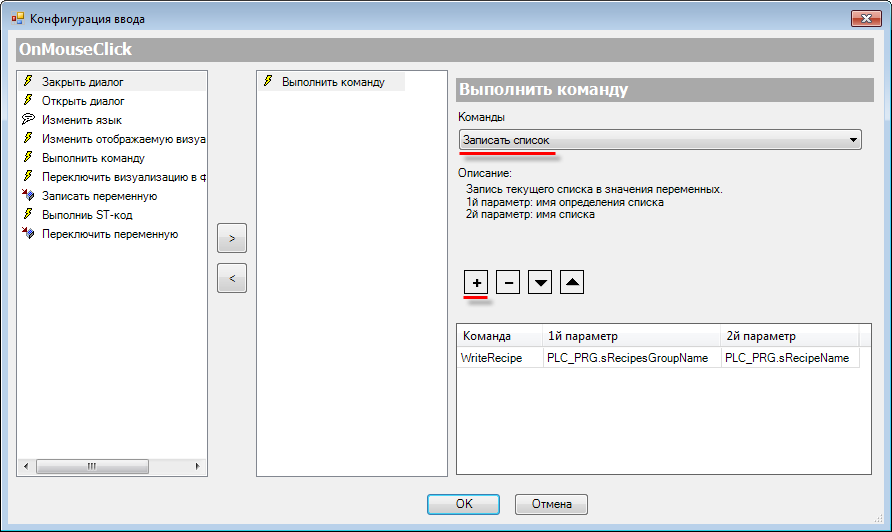 Конфигурация ввода
OnMouseClick
Закрыть диалог
Открыть диалог
Изменить язык
Изменить отображаемую визуа
Выполнить команду
Переключить визуализацию в ф
Записать переменную
Выполниь ST-код
Переключить переменную
>
<
Выполнить команду
Выполнить команду
Команды
Записать список
Описание:
Запись текущего списка в значения переменных.
1й параметр: имя определения списка
2й параметр: имя списка
Команда 1й параметр 2й параметр
WriteRecipe PLC_PRG.sRecipesGroupName PLC_PRG.sRecipeName
OK Отмена